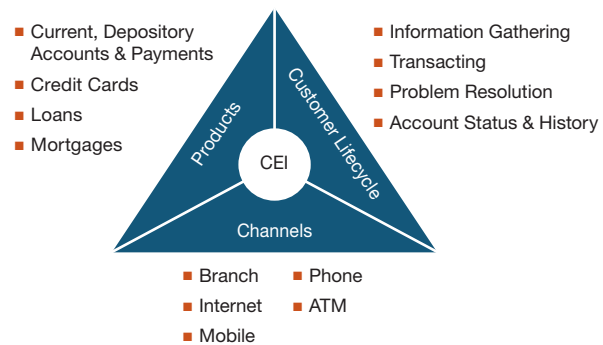 Current, Depository
Accounts & Payments
Credit Cards
Loans
Mortgages
Information Gathering
Transacting
Problem Resolution
Account Status & History
Products
Customer Lifecycle
CEI
Channels
Branch
Internet
Mobile
Phone
ATM